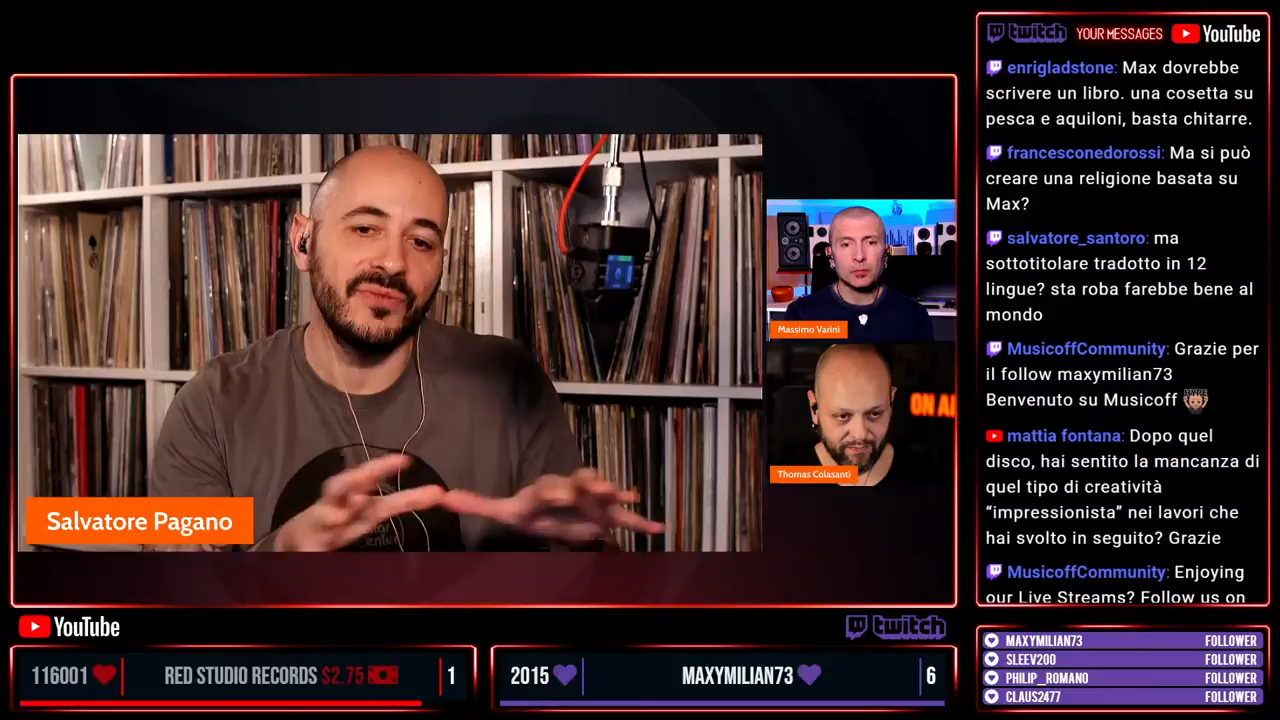 twitch YOUR MESSAGES YouTube
enrigladstone: Max dovrebbe
scrivere un libro. una cosetta su
pesca e aquiloni, basta chitarre.
francesconedorossi: Ma si può
creare una religione basata su
Max?
salvatore_santoro: ma
sottotitolare tradotto in 12
lingue? sta roba farebbe bene al
mondo
MusicoffCommunity: Grazie per
il follow maxymilian73
Benvenuto su Musicoff
mattia fontana: Dopo quel
disco, hai sentito la mancanza di
quel tipo di creatività
“impressionista” nei lavori che
hai svolto in seguito? Grazie
MusicoffCommunity: Enjoying
our Live Streams? Follow us on
Massimo Varini
ON AI
Thomas Colasanti
Salvatore Pagano
YouTube
twitch
116001 RED STUDIO RECORDS $2.75 1
2015 MAXYMILIAN73 6
MAXYMILIAN73 FOLLOWER
SLEEV200 FOLLOWER
PHILIP_ROMANO FOLLOWER
CLAUS2477 FOLLOWER